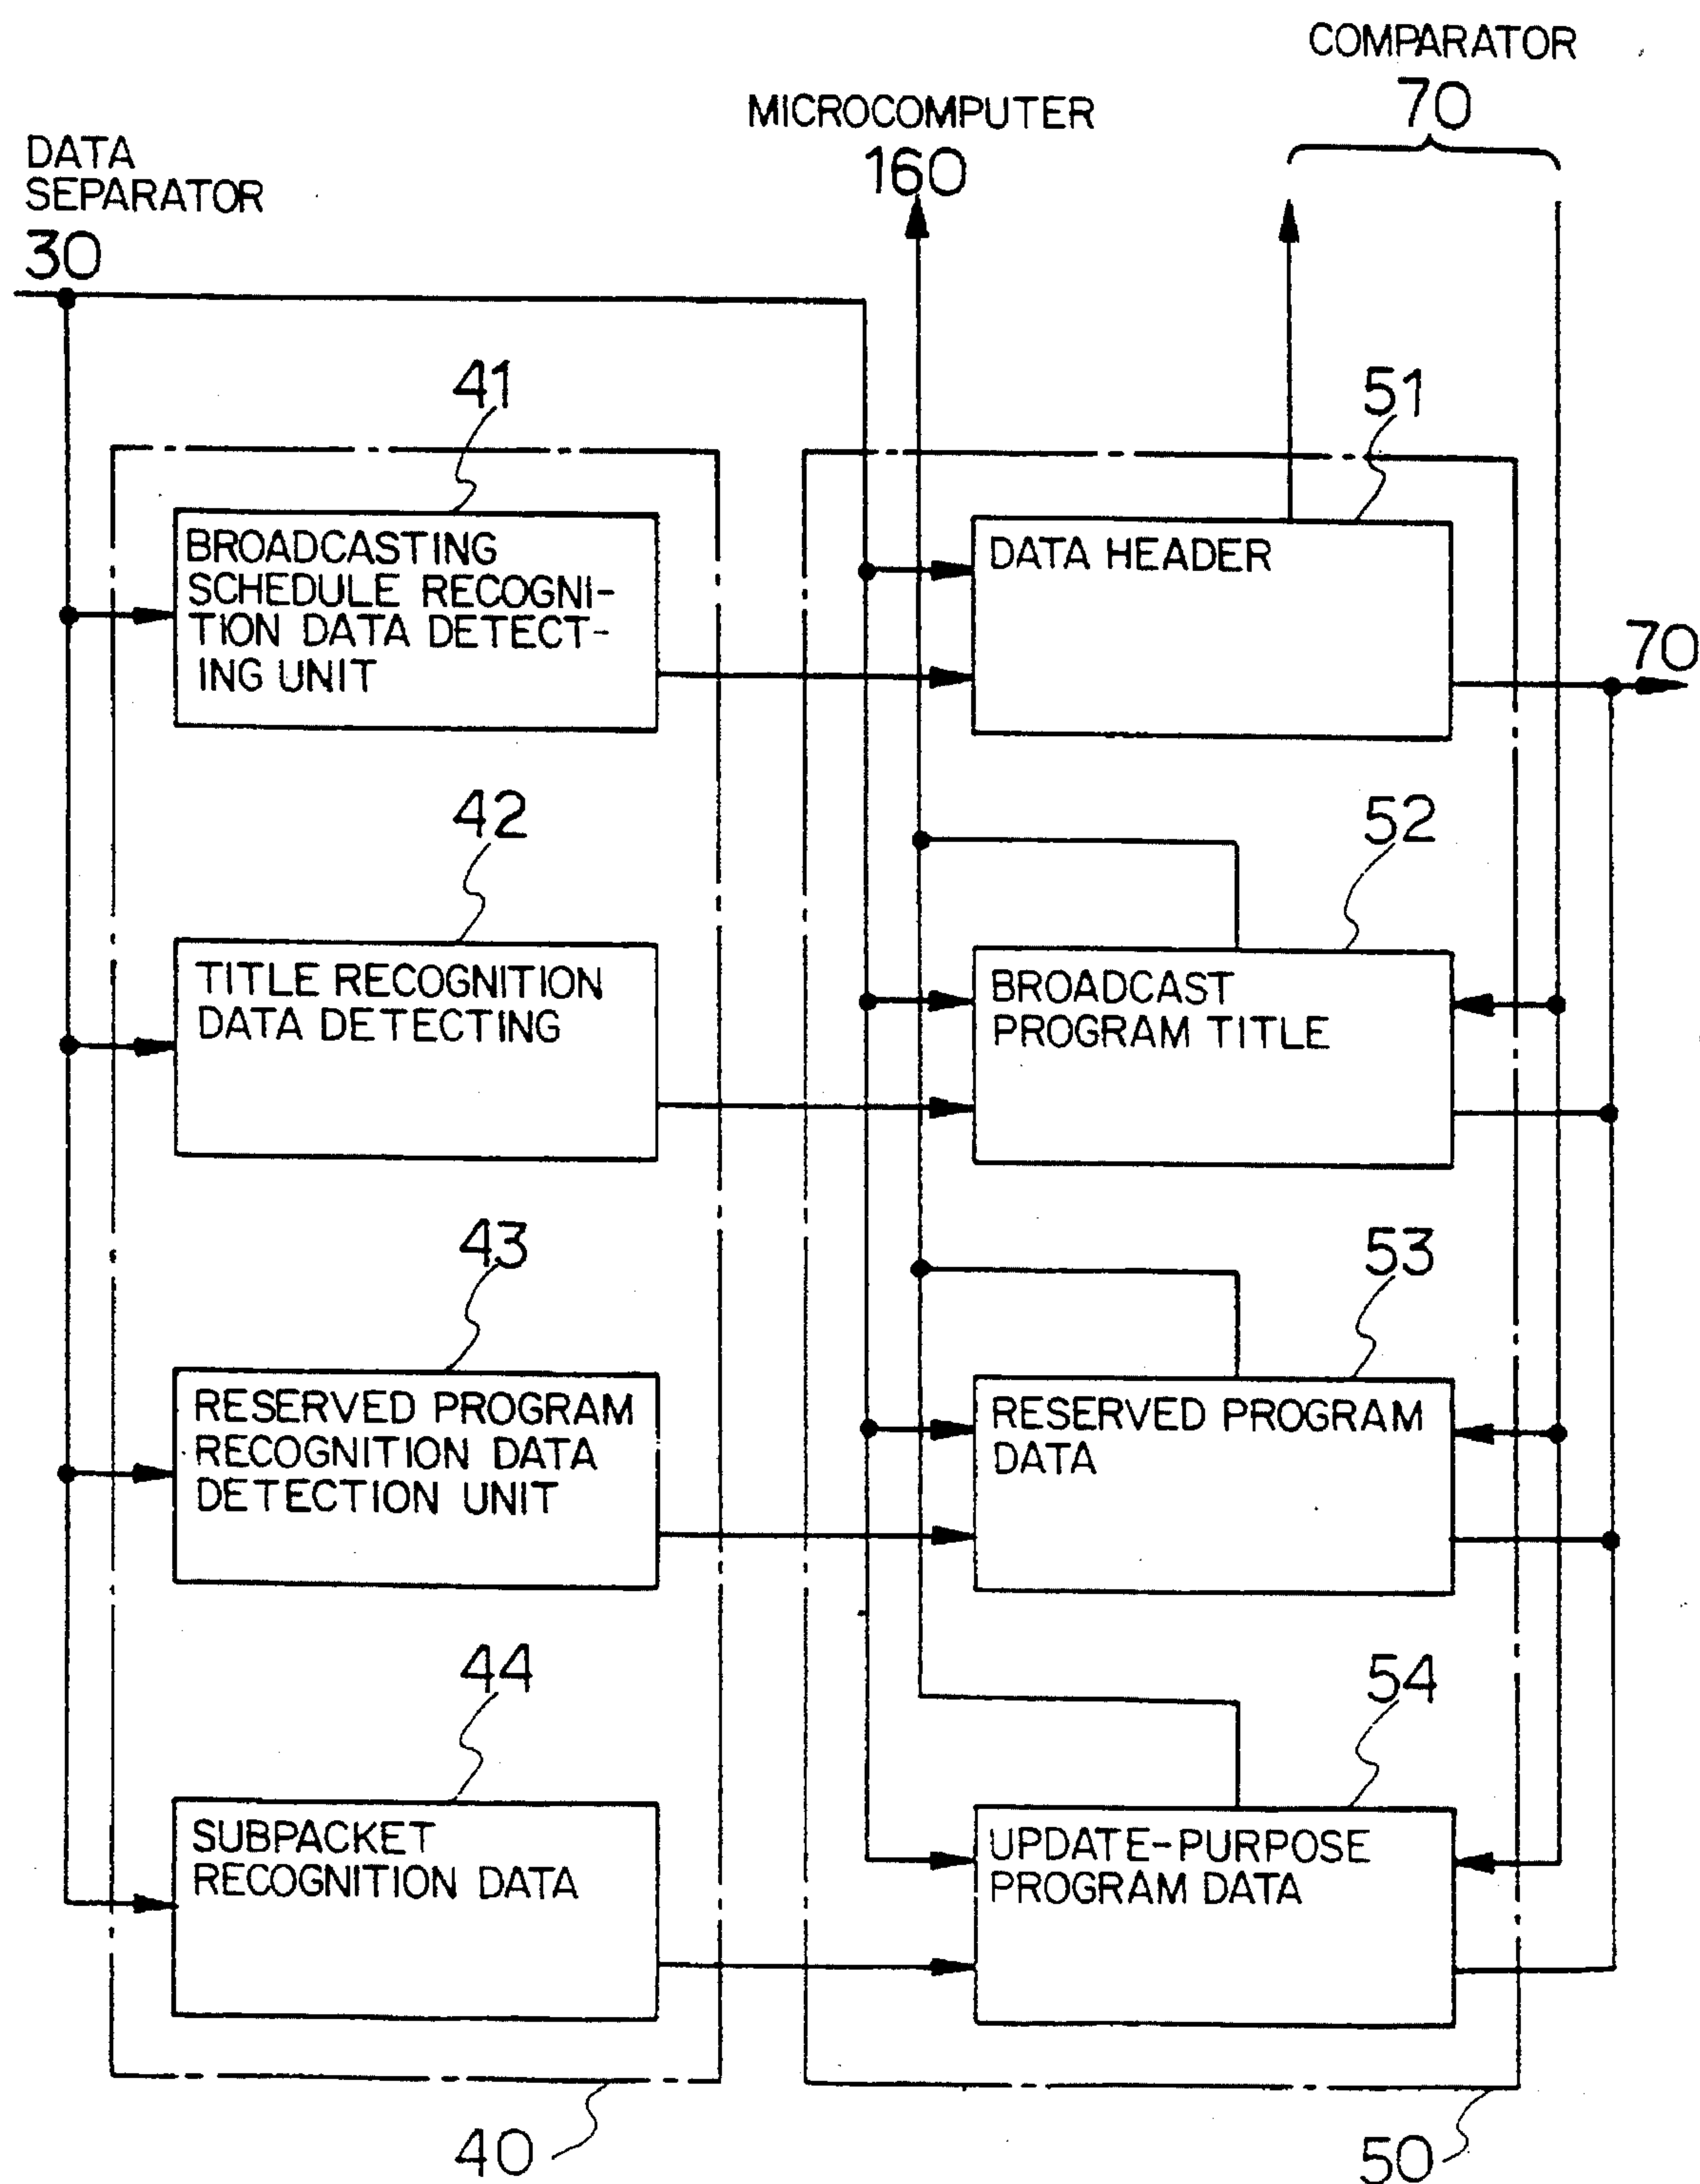 COMPARATOR
70
MICROCOMPUTER
160
DATA
SEPARATOR
30
41
BROADCASTING
SCHEDULE RECOGNI-
TION DATA DETECT-
ING UNIT
51
DATA HEADER
70
42
TITLE RECOGNITION
DATA DETECTING
52
BROADCAST
PROGRAM TITLE
43
RESERVED PROGRAM
RECOGNITION DATA
DETECTION UNIT
53
RESERVED PROGRAM
DATA
44
SUBPACKET
RECOGNITION DATA
54
UPDATE-PURPOSE
PROGRAM DATA
40
50